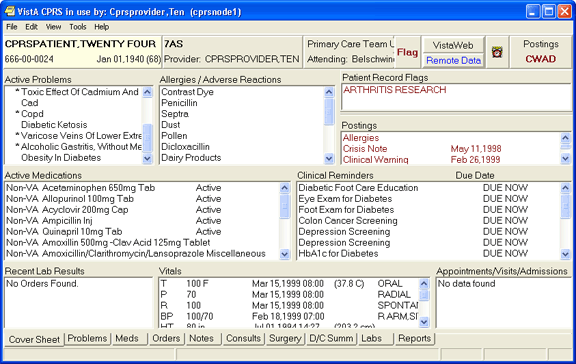 VistA CPRS in use by: Cprsprovider,Ten (cprsnode1)
File Edit View Tools Help
CPRSPATIENT,TWENTY FOUR 7AS Primary Care Team U Flag VistaWeb Postings
666-00-0024 Jan 01,1940 (68) Provider: CPRSPROVIDER,TEN Attending: Belschwin Remote Data CWAD
Active Problems
* Toxic Effect Of Cadmium And
Cad
* Copd
Diabetic Ketosis
* Varicose Veins Of Lower Extre
* Alcoholic Gastritis, Without Me
Obesity In Diabetes
Allergies / Adverse Reactions
Contrast Dye
Penicillin
Septra
Dust
Pollen
Dicloxacillin
Dairy Products
Patient Record Flags
ARTHRITIS RESEARCH
Postings
Allergies
Crisis Note May 11,1998
Clinical Warning Feb 26,1999
Active Medications
Non-VA Acetaminophen 650mg Tab Active
Non-VA Allopurinol 100mg Tab Active
Non-VA Acyclovir 200mg Cap Active
Non-VA Ampicillin Inj Active
Non-VA Quinapril 10mg Tab Active
Non-VA Amoxillin 500mg -Clav Acid 125mg Tablet
Non-VA Amoxicillin/Clarithromycin/Lansoprazole Miscellaneous
Clinical Reminders Due Date
Diabetic Foot Care Education DUE NOW
Eye Exam for Diabetes DUE NOW
Foot Exam for Diabetes DUE NOW
Colon Cancer Screening DUE NOW
Depression Screening DUE NOW
Depression Screening DUE NOW
HbA1c for Diabetes DUE NOW
Recent Lab Results
No Orders Found.
Vitals
T 100 F Mar 15,1999 08:00 (37.8 C) ORAL
P 70 Mar 15,1999 08:00 RADIAL
R 100 Mar 15,1999 08:00 SPONTAN
BP 100/70 Feb 18,1999 07:00 R.ARM,SI
HT 80 in Jul 01,1994 14:27 (203.2 cm)
Appointments/Visits/Admissions
No data found
Cover Sheet Problems Meds Orders Notes Consults Surgery D/C Summ Labs Reports